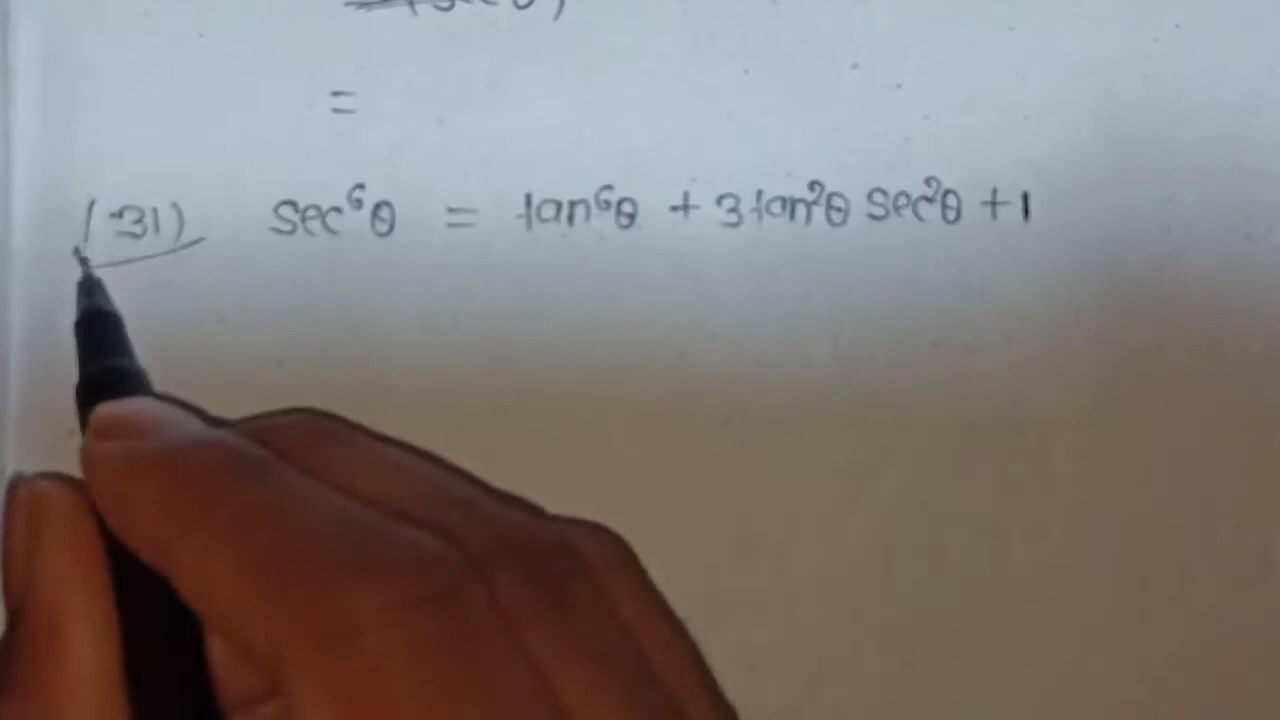 =
(31) sec⁶θ = tan⁶θ + 3tan²θ sec²θ + 1